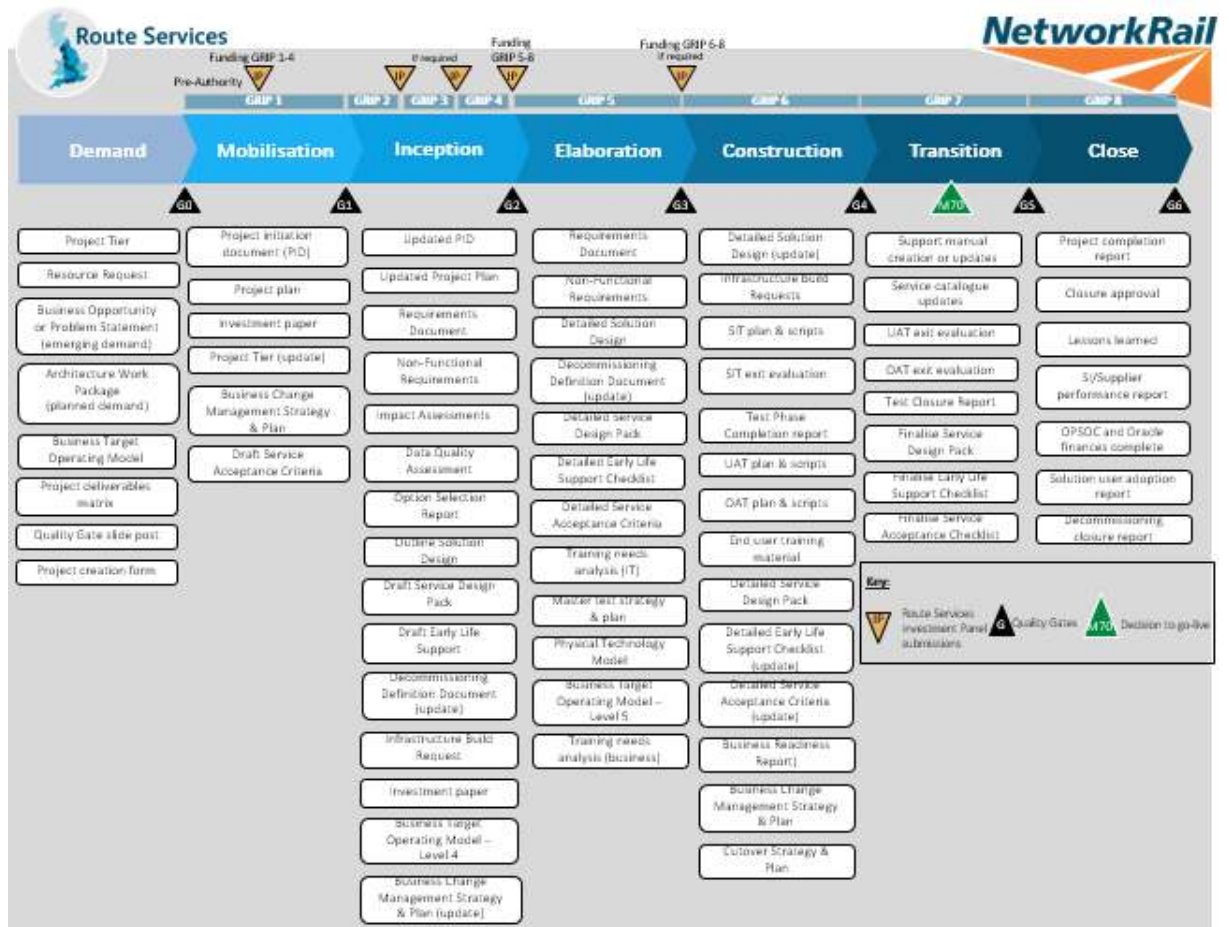 Route Services
NetworkRail
Funding GRIP 1-4
Pre-Authority
IP
If required
IP
IP
Funding
GRIP 5-8
IP
Funding GRIP 6-8
If required
IP
GRIP 1
GRIP 2
GRIP 3
GRIP 4
GRIP 5
GRIP 6
GRIP 7
GRIP 8
Demand
Mobilisation
Inception
Elaboration
Construction
Transition
Close
G0
G1
G2
G3
G4
M70
G5
G6
Project Tier
Resource Request
Business Opportunity
or Problem Statement
(emerging demand)
Architecture Work
Package
(planned demand)
Business Target
Operating Model
Project deliverables
matrix
Quality Gate slide post
Project creation form
Project initiation
document (PID)
Project plan
Investment paper
Project Tier (update)
Business Change
Management Strategy
& Plan
Draft Service
Acceptance Criteria
Updated PID
Updated Project Plan
Requirements
Document
Non-Functional
Requirements
Impact Assessments
Data Quality
Assessment
Option Selection
Report
Outline Solution
Design
Draft Service Design
Pack
Draft Early Life
Support
Decommissioning
Definition Document
(update)
Infrastructure Build
Request
Investment paper
Business Target
Operating Model –
Level 4
Business Change
Management Strategy
& Plan (update)
Requirements
Document
Non-Functional
Requirements
Detailed Solution
Design
Decommissioning
Definition Document
(update)
Detailed Service
Design Pack
Detailed Early Life
Support Checklist
Detailed Service
Acceptance Criteria
Training needs
analysis (IT)
Master test strategy
& plan
Physical Technology
Model
Business Target
Operating Model –
Level 5
Training needs
analysis (business)
Detailed Solution
Design (update)
Infrastructure Build
Requests
SIT plan & scripts
SIT exit evaluation
Test Phase
Completion report
UAT plan & scripts
OAT plan & scripts
End user training
material
Detailed Service
Design Pack
Detailed Early Life
Support Checklist
(update)
Detailed Service
Acceptance Criteria
(update)
Business Readiness
Report)
Business Change
Management Strategy
& Plan
Cutover Strategy &
Plan
Support manual
creation or updates
Service catalogue
updates
UAT exit evaluation
OAT exit evaluation
Test Closure Report
Finalise Service
Design Pack
Finalise Early Life
Support Checklist
Finalise Service
Acceptance Checklist
Project completion
report
Closure approval
Lessons learned
SI/Supplier
performance report
OPSOC and Oracle
finances complete
Solution user adoption
report
Decommissioning
closure report
Key:
IP
Route Services
Investment Panel
submissions
G
Quality Gates
M70
Decision to go-live